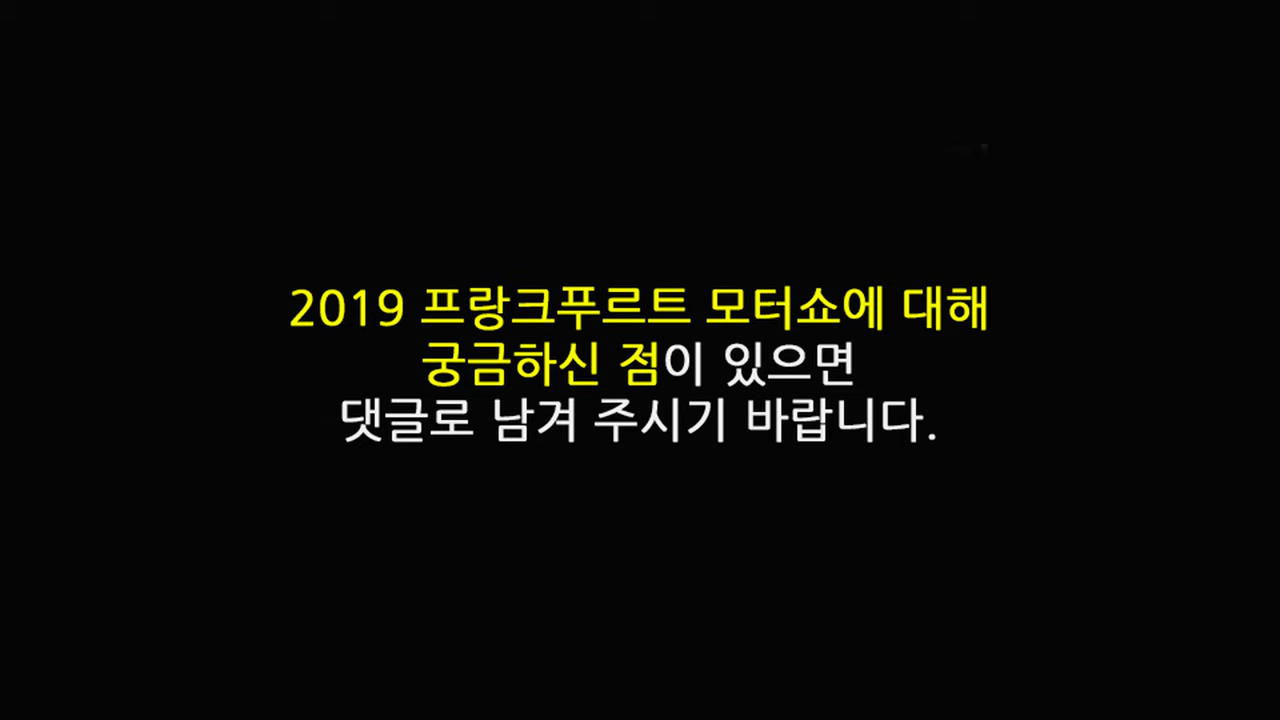 2019 프랑크푸르트 모터쇼에 대해
궁금하신 점이 있으면
댓글로 남겨 주시기 바랍니다.